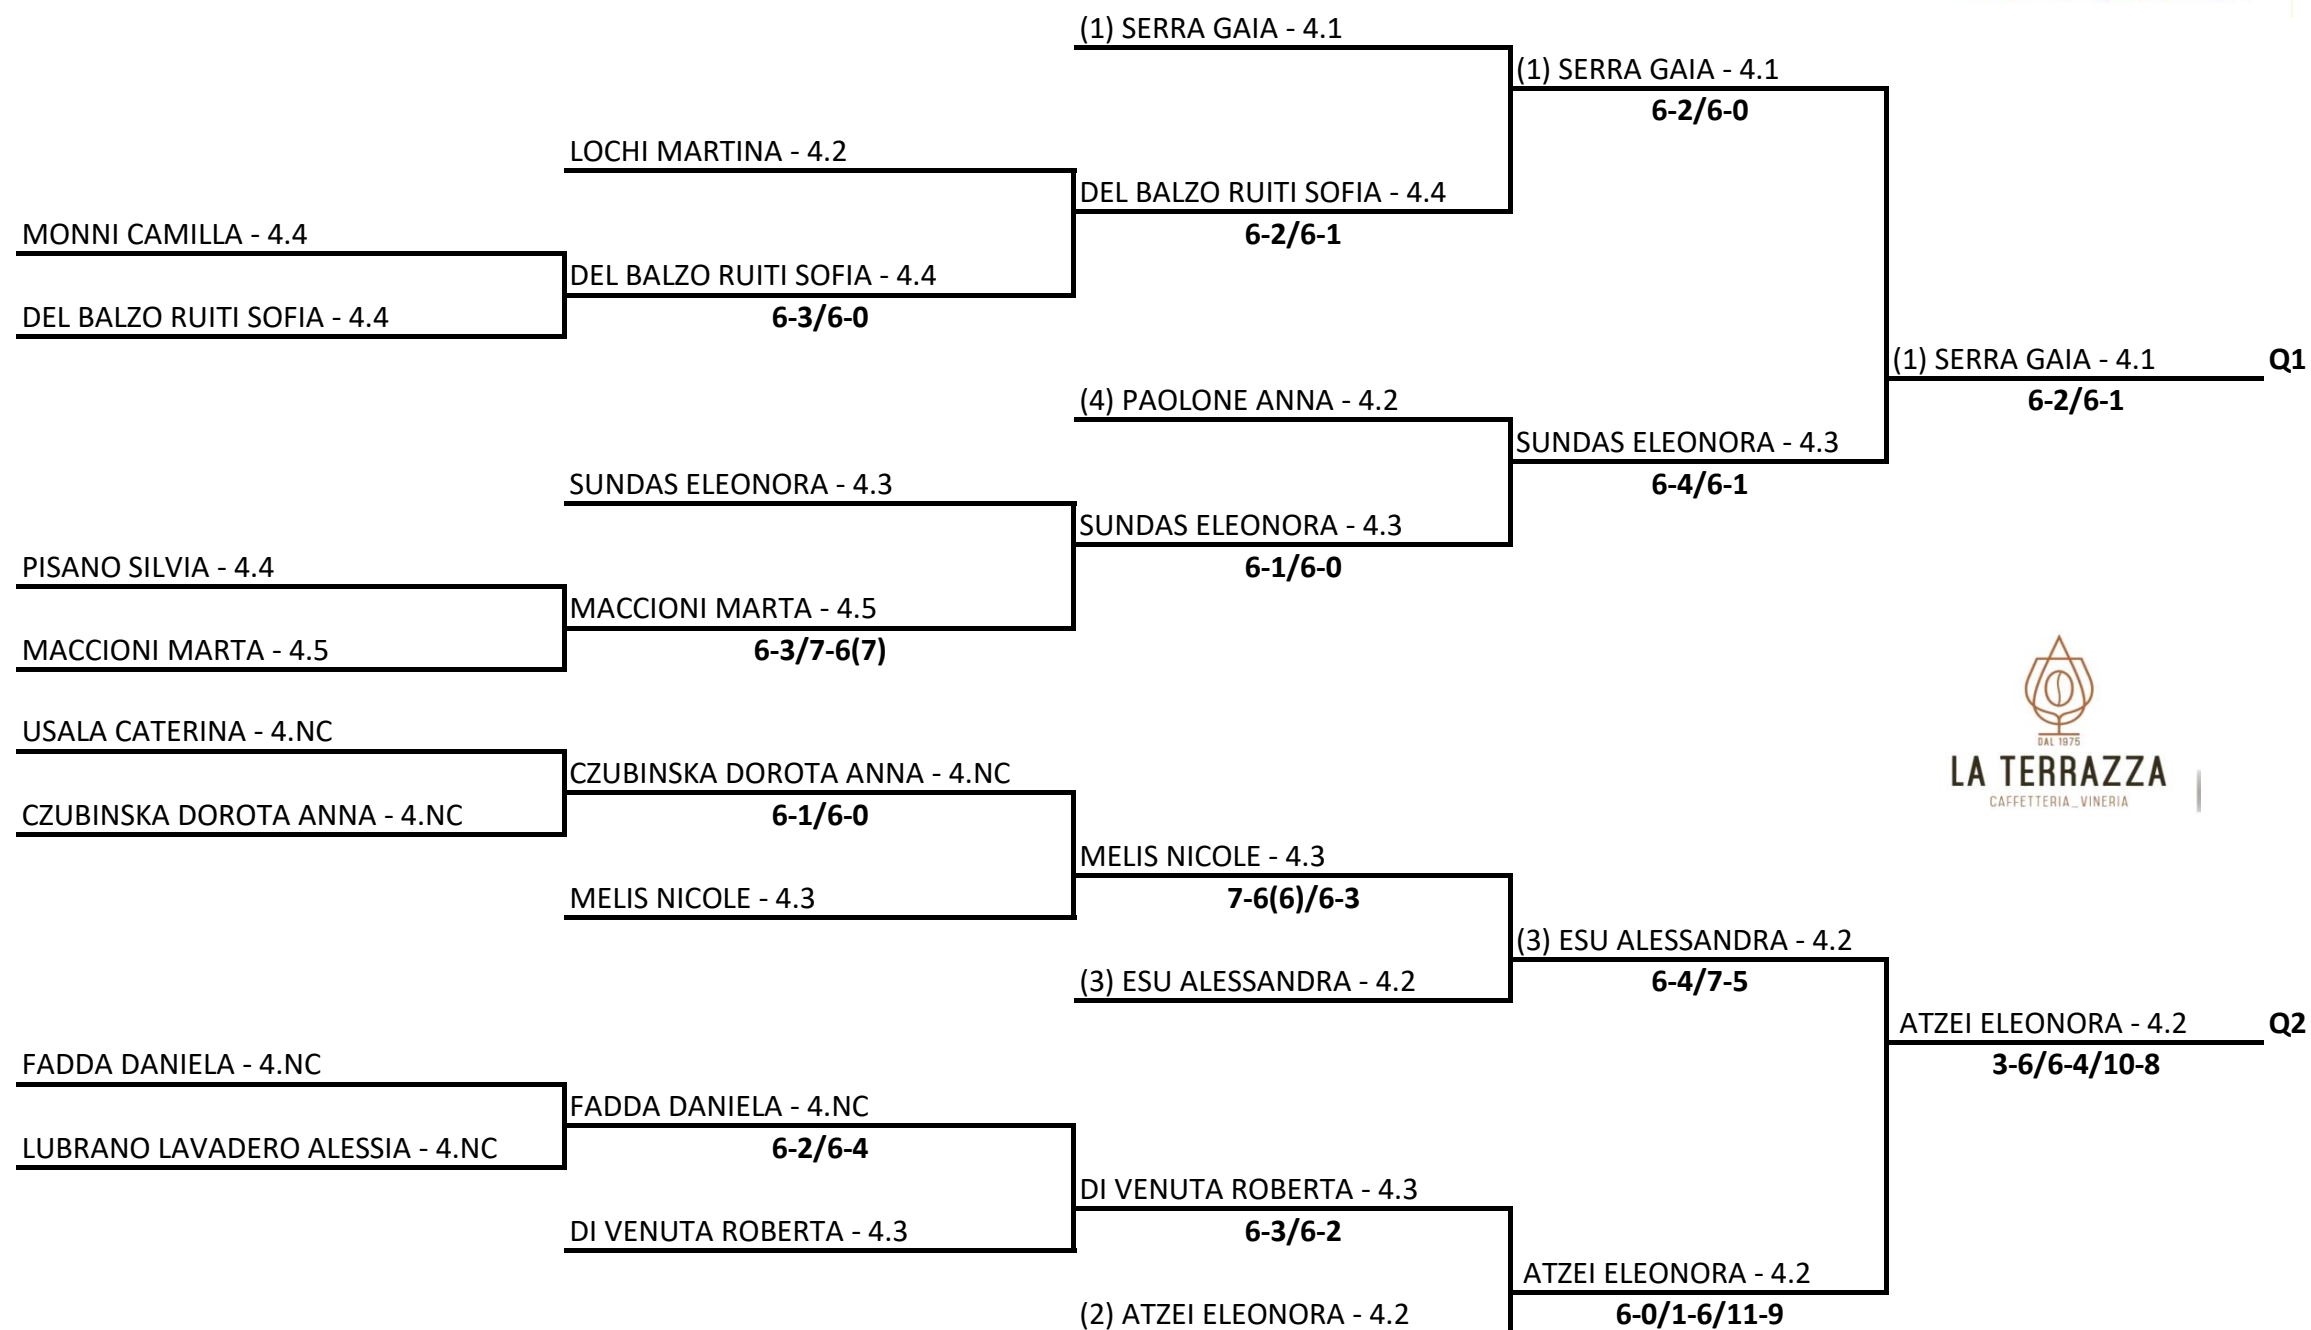 (1) SERRA GAIA - 4.1
(1) SERRA GAIA - 4.1
6-2/6-0
LOCHI MARTINA - 4.2
DEL BALZO RUITI SOFIA - 4.4
6-2/6-1
MONNI CAMILLA - 4.4
DEL BALZO RUITI SOFIA - 4.4
6-3/6-0
DEL BALZO RUITI SOFIA - 4.4
(1) SERRA GAIA - 4.1 Q1
6-2/6-1
(4) PAOLONE ANNA - 4.2
SUNDAS ELEONORA - 4.3
6-4/6-1
SUNDAS ELEONORA - 4.3
SUNDAS ELEONORA - 4.3
6-1/6-0
PISANO SILVIA - 4.4
MACCIONI MARTA - 4.5
6-3/7-6(7)
MACCIONI MARTA - 4.5
USALA CATERINA - 4.NC
CZUBINSKA DOROTA ANNA - 4.NC
6-1/6-0
CZUBINSKA DOROTA ANNA - 4.NC
DAL 1975
LA TERRAZZA
CAFFETTERIA_VINERIA
MELIS NICOLE - 4.3
7-6(6)/6-3
MELIS NICOLE - 4.3
(3) ESU ALESSANDRA - 4.2
6-4/7-5
(3) ESU ALESSANDRA - 4.2
ATZEI ELEONORA - 4.2 Q2
3-6/6-4/10-8
FADDA DANIELA - 4.NC
FADDA DANIELA - 4.NC
6-2/6-4
LUBRANO LAVADERO ALESSIA - 4.NC
DI VENUTA ROBERTA - 4.3
6-3/6-2
DI VENUTA ROBERTA - 4.3
ATZEI ELEONORA - 4.2
6-0/1-6/11-9
(2) ATZEI ELEONORA - 4.2